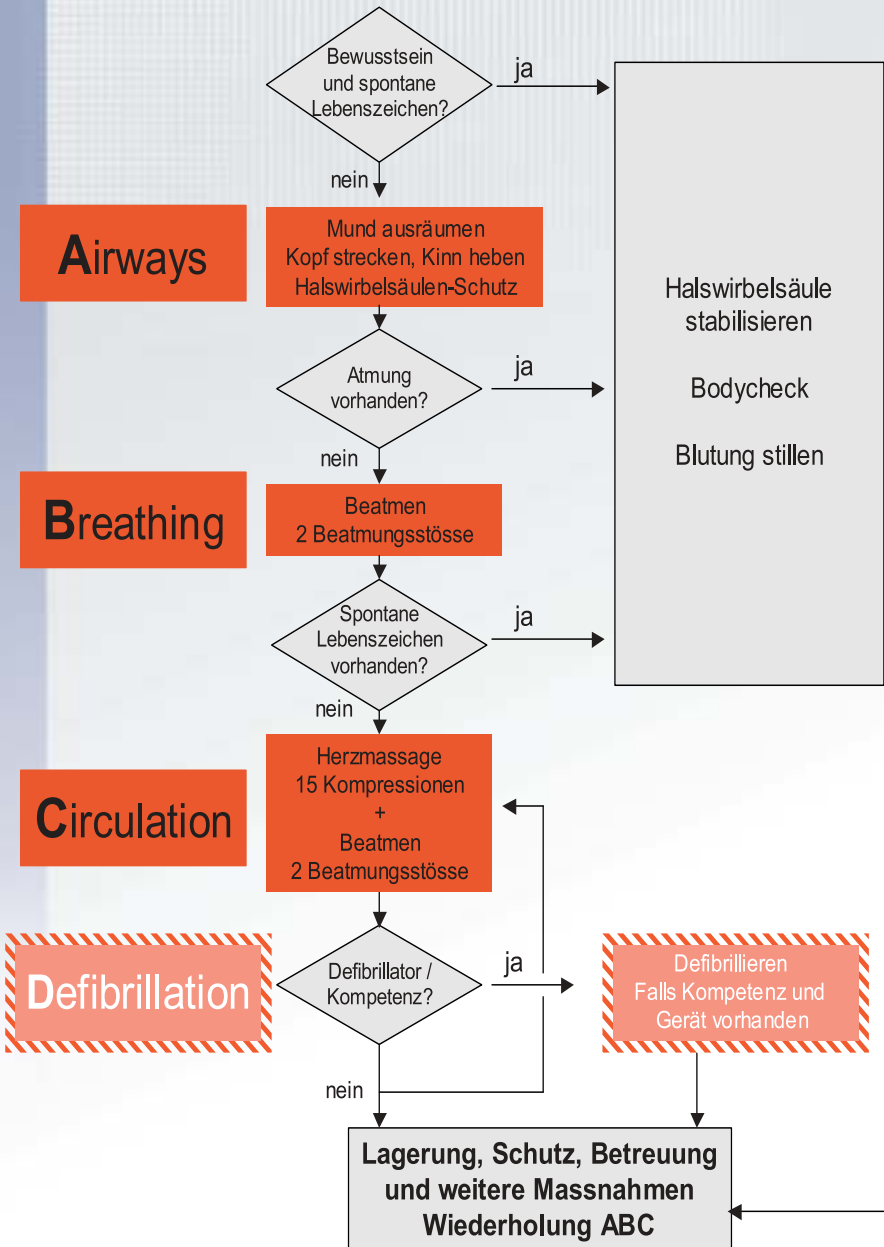 Bewusstsein
und spontane
Lebenszeichen?
ja
nein
Airways
Mund ausräumen
Kopf strecken, Kinn heben
Halswirbelsäulen-Schutz
Halswirbelsäule
stabilisieren
Bodycheck
Blutung stillen
Atmung
vorhanden?
ja
nein
Breathing
Beatmen
2 Beatmungsstösse
Spontane
Lebenszeichen
vorhanden?
ja
nein
Circulation
Herzmassage
15 Kompressionen
+
Beatmen
2 Beatmungsstösse
Defibrillation
Defibrillator /
Kompetenz?
ja
Defibrillieren
Falls Kompetenz und
Gerät vorhanden
nein
Lagerung, Schutz, Betreuung
und weitere Massnahmen
Wiederholung ABC